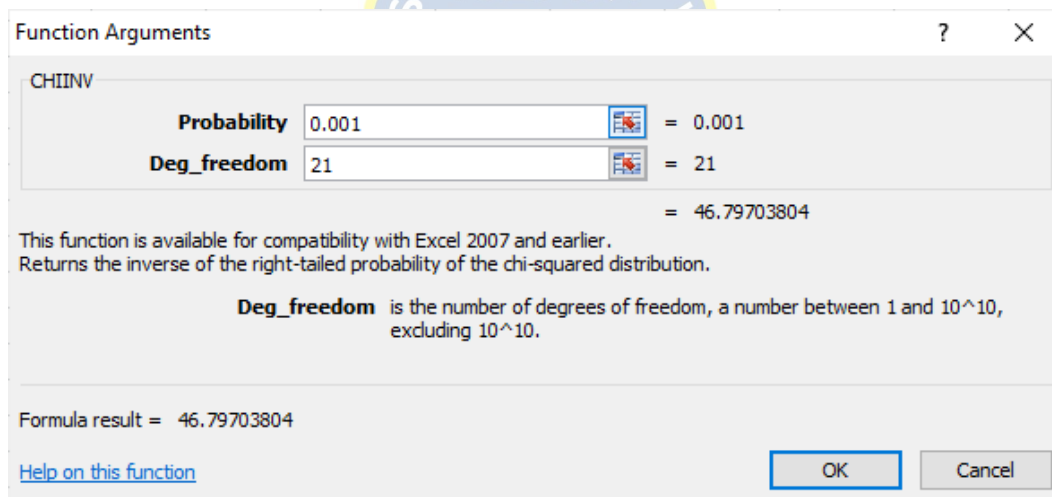 Function Arguments ? X
CHIINV
Probability 0.001 = 0.001
Deg_freedom 21 = 21
= 46.79703804
This function is available for compatibility with Excel 2007 and earlier.
Returns the inverse of the right-tailed probability of the chi-squared distribution.
Deg_freedom is the number of degrees of freedom, a number between 1 and 10^10,
excluding 10^10.
Formula result = 46.79703804
Help on this function OK Cancel